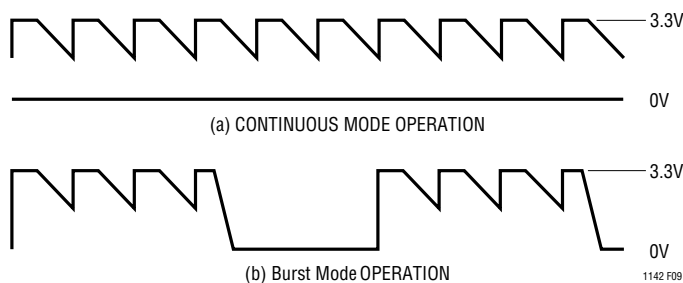 3.3V
0V
(a) CONTINUOUS MODE OPERATION
3.3V
0V
(b) Burst Mode OPERATION
1142 F09